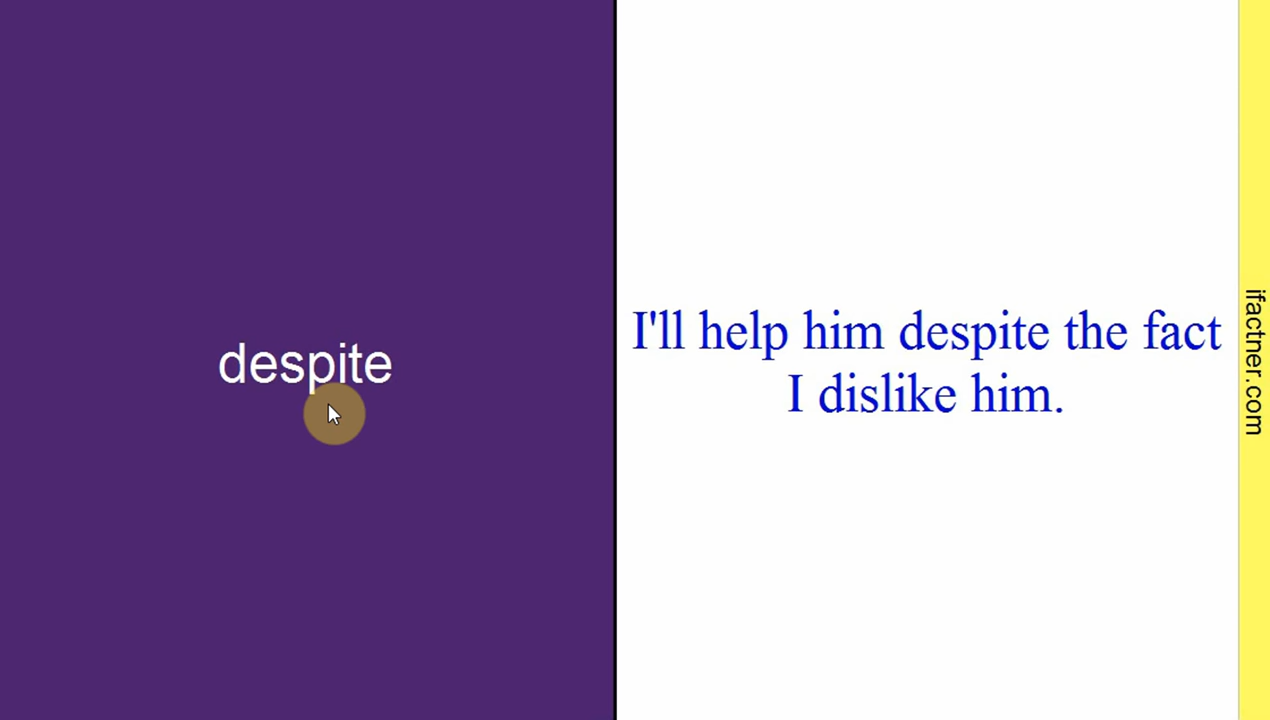 despite
I'll help him despite the fact
I dislike him.
ifactner.com